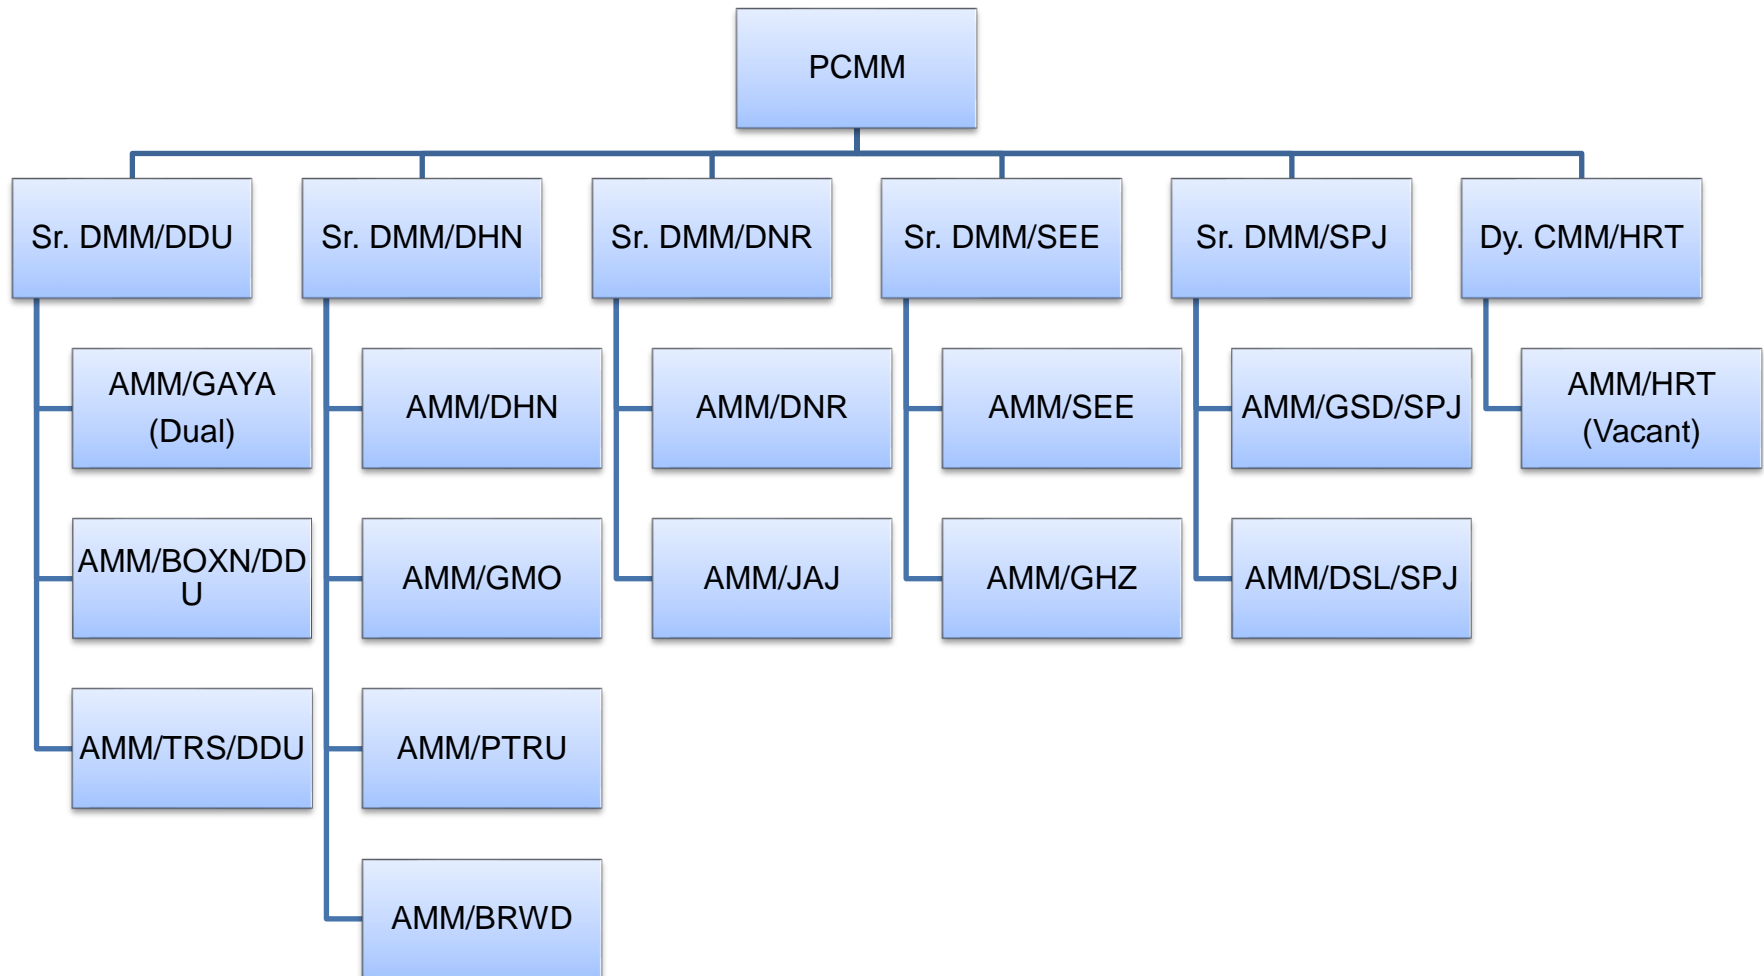 PCMM
Sr. DMM/DDU
Sr. DMM/DHN
Sr. DMM/DNR
Sr. DMM/SEE
Sr. DMM/SPJ
Dy. CMM/HRT
AMM/GAYA
(Dual)
AMM/DHN
AMM/DNR
AMM/SEE
AMM/GSD/SPJ
AMM/HRT
(Vacant)
AMM/BOXN/DD
U
AMM/GMO
AMM/JAJ
AMM/GHZ
AMM/DSL/SPJ
AMM/TRS/DDU
AMM/PTRU
AMM/BRWD